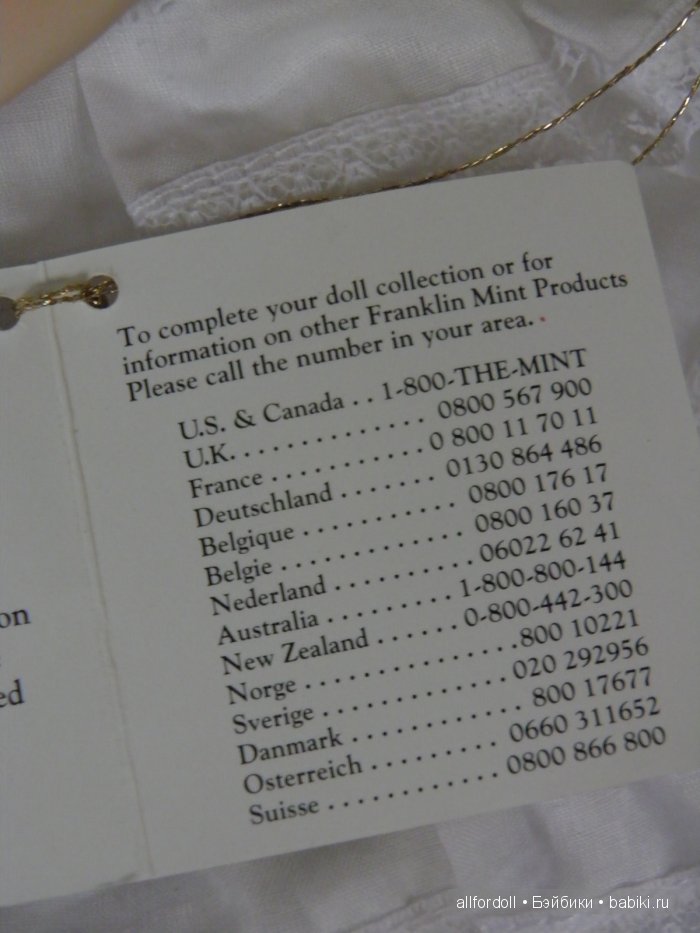 To complete your doll collection or for
information on other Franklin Mint Products
Please call the number in your area.
U.S. & Canada . . 1-800-THE-MINT
U.K. . . . . . . . . . . . . . . 0800 567 900
France . . . . . . . . . . . . 0 800 11 70 11
Deutschland . . . . . . . 0130 864 486
Belgique . . . . . . . . . . . 0800 176 17
Belgie . . . . . . . . . . . . . 0800 160 37
Nederland . . . . . . . . . . 06022 62 41
Australia . . . . . . . . . 1-800-800-144
New Zealand . . . . . . 0-800-442-300
Norge . . . . . . . . . . . . . . .800 10221
Sverige . . . . . . . . . . . . . 020 292956
Danmark . . . . . . . . . . . . 800 17677
Osterreich . . . . . . . . . 0660 311652
Suisse . . . . . . . . . . . . 0800 866 800
on
ed
allfordoll • Бэйбики • babiki.ru